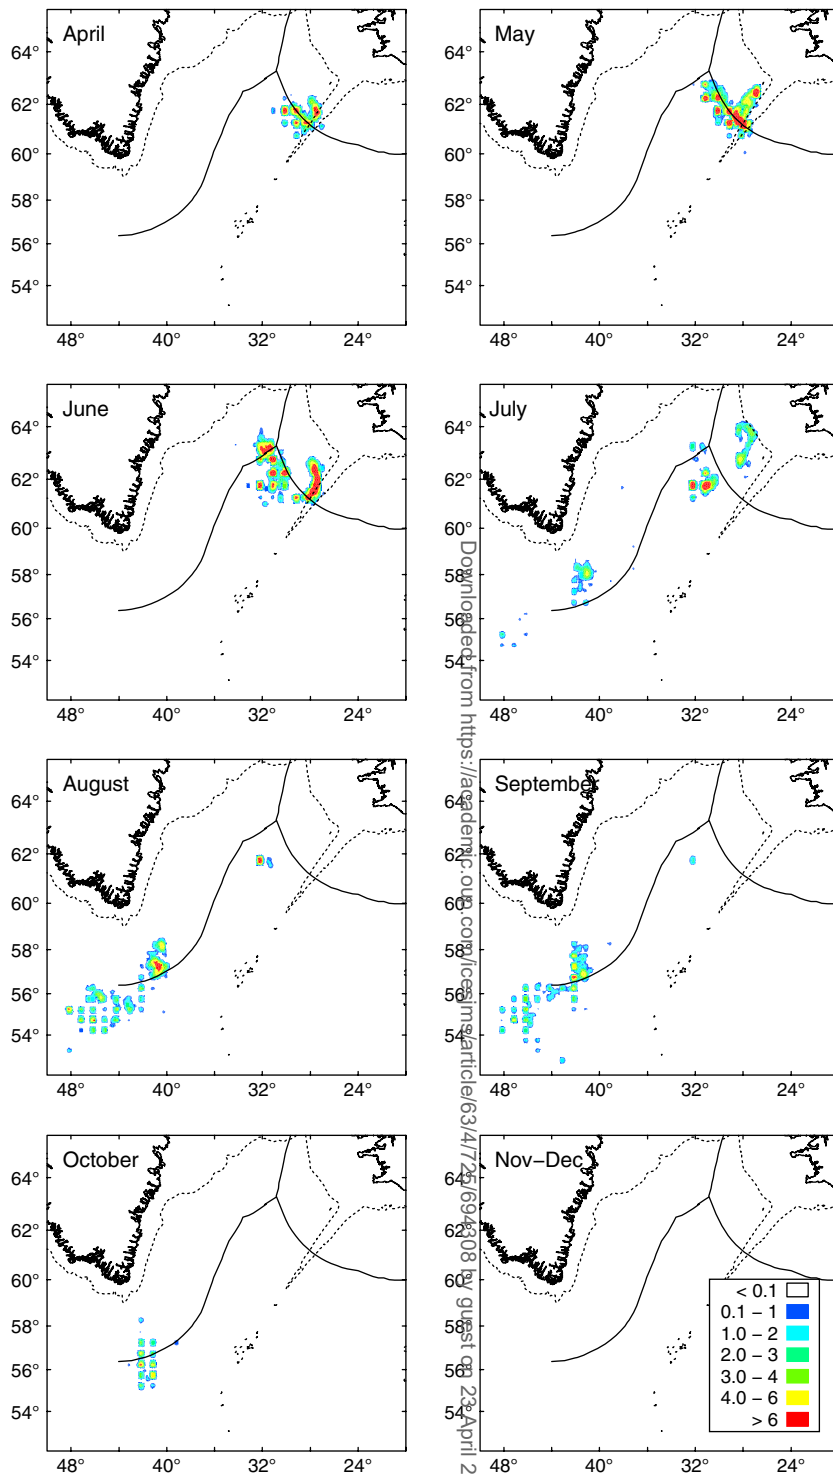 April
64°
62°
60°
58°
56°
54°
48° 40° 32° 24°
May
64°
62°
60°
58°
56°
54°
48° 40° 32° 24°
June
64°
62°
60°
58°
56°
54°
48° 40° 32° 24°
July
64°
62°
60°
58°
56°
54°
48° 40° 32° 24°
August
64°
62°
60°
58°
56°
54°
48° 40° 32° 24°
September
64°
62°
60°
58°
56°
54°
48° 40° 32° 24°
October
64°
62°
60°
58°
56°
54°
48° 40° 32° 24°
Nov–Dec
64°
62°
60°
58°
56°
54°
48° 40° 32° 24°
< 0.1
0.1 – 1
1.0 – 2
2.0 – 3
3.0 – 4
4.0 – 6
> 6
Downloaded from https://academic.oup.com/icesjms/article/63/4/725/694308 by guest on 23 April 2